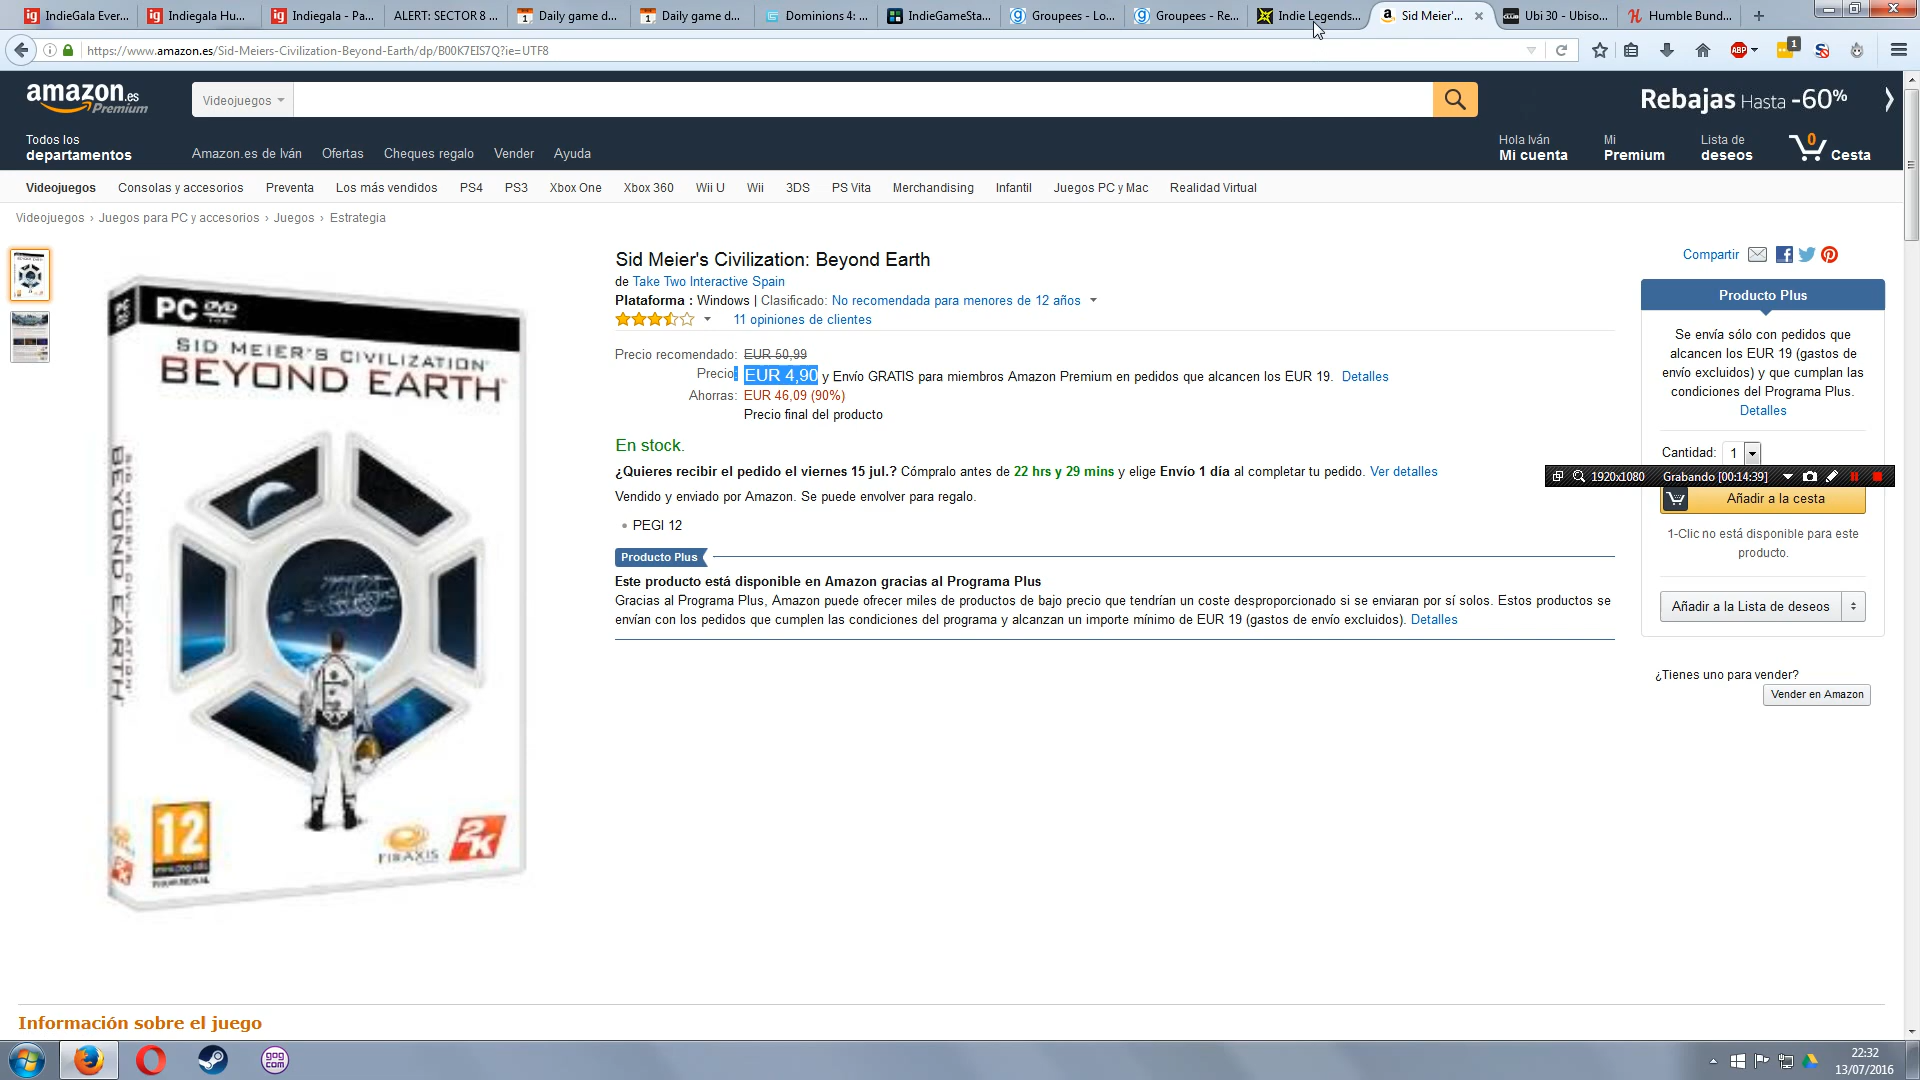 IndieGala Ever...
Indiegala Hu...
Indiegala - Pa...
ALERT: SECTOR 8 ...
Daily game d...
Daily game d...
Dominions 4: ...
IndieGameSta...
Groupees - Lo...
Groupees - Re...
Indie Legends...
Sid Meier'...
Ubi 30 - Ubiso...
Humble Bund...
https://www.amazon.es/Sid-Meiers-Civilization-Beyond-Earth/dp/B00K7EIS7Q?ie=UTF8
ABP
1
amazon.es
Premium
Videojuegos
Rebajas Hasta -60%
Todos los
departamentos
Amazon.es de Iván
Ofertas
Cheques regalo
Vender
Ayuda
Hola Iván
Mi cuenta
Mi
Premium
Lista de
deseos
0
Cesta
Videojuegos
Consolas y accesorios
Preventa
Los más vendidos
PS4
PS3
Xbox One
Xbox 360
Wii U
Wii
3DS
PS Vita
Merchandising
Infantil
Juegos PC y Mac
Realidad Virtual
Videojuegos › Juegos para PC y accesorios › Juegos › Estrategia
PC DVD
SID MEIER'S CIVILIZATION
BEYOND EARTH
SID MEIER'S CIVILIZATION
BEYOND EARTH
12
FIRAXIS
2K
Sid Meier's Civilization: Beyond Earth
de Take Two Interactive Spain
Plataforma : Windows | Clasificado: No recomendada para menores de 12 años
11 opiniones de clientes
Precio recomendado: EUR 50,99
Precio: EUR 4,90 y Envío GRATIS para miembros Amazon Premium en pedidos que alcancen los EUR 19. Detalles
Ahorras: EUR 46,09 (90%)
Precio final del producto
En stock.
¿Quieres recibir el pedido el viernes 15 jul.? Cómpralo antes de 22 hrs y 29 mins y elige Envío 1 día al completar tu pedido. Ver detalles
Vendido y enviado por Amazon. Se puede envolver para regalo.
PEGI 12
Producto Plus
Este producto está disponible en Amazon gracias al Programa Plus
Gracias al Programa Plus, Amazon puede ofrecer miles de productos de bajo precio que tendrían un coste desproporcionado si se enviaran por sí solos. Estos productos se
envían con los pedidos que cumplen las condiciones del programa y alcanzan un importe mínimo de EUR 19 (gastos de envío excluidos). Detalles
Compartir
Producto Plus
Se envía sólo con pedidos que
alcancen los EUR 19 (gastos de
envío excluidos) y que cumplan las
condiciones del Programa Plus.
Detalles
Cantidad: 1
1920x1080 Grabando [00:14:39]
Añadir a la cesta
1-Clic no está disponible para este
producto.
Añadir a la Lista de deseos
¿Tienes uno para vender?
Vender en Amazon
Información sobre el juego
gog
com
22:32
13/07/2016